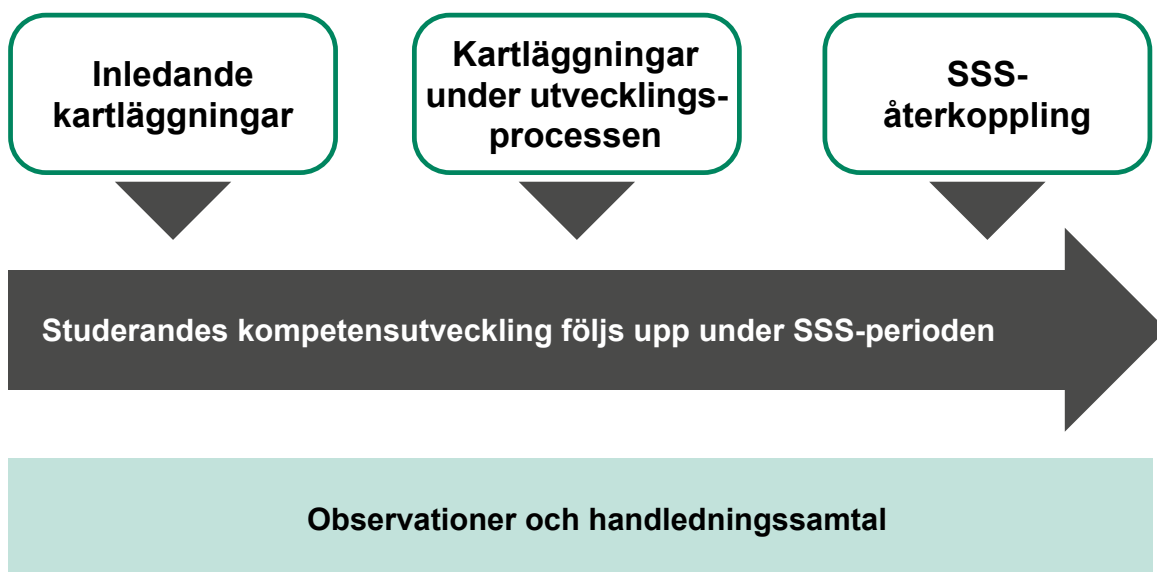 Inledande
kartläggningar
Kartläggningar
under utvecklings-
processen
SSS-
återkoppling
Studerandes kompetensutveckling följs upp under SSS-perioden
Observationer och handledningssamtal